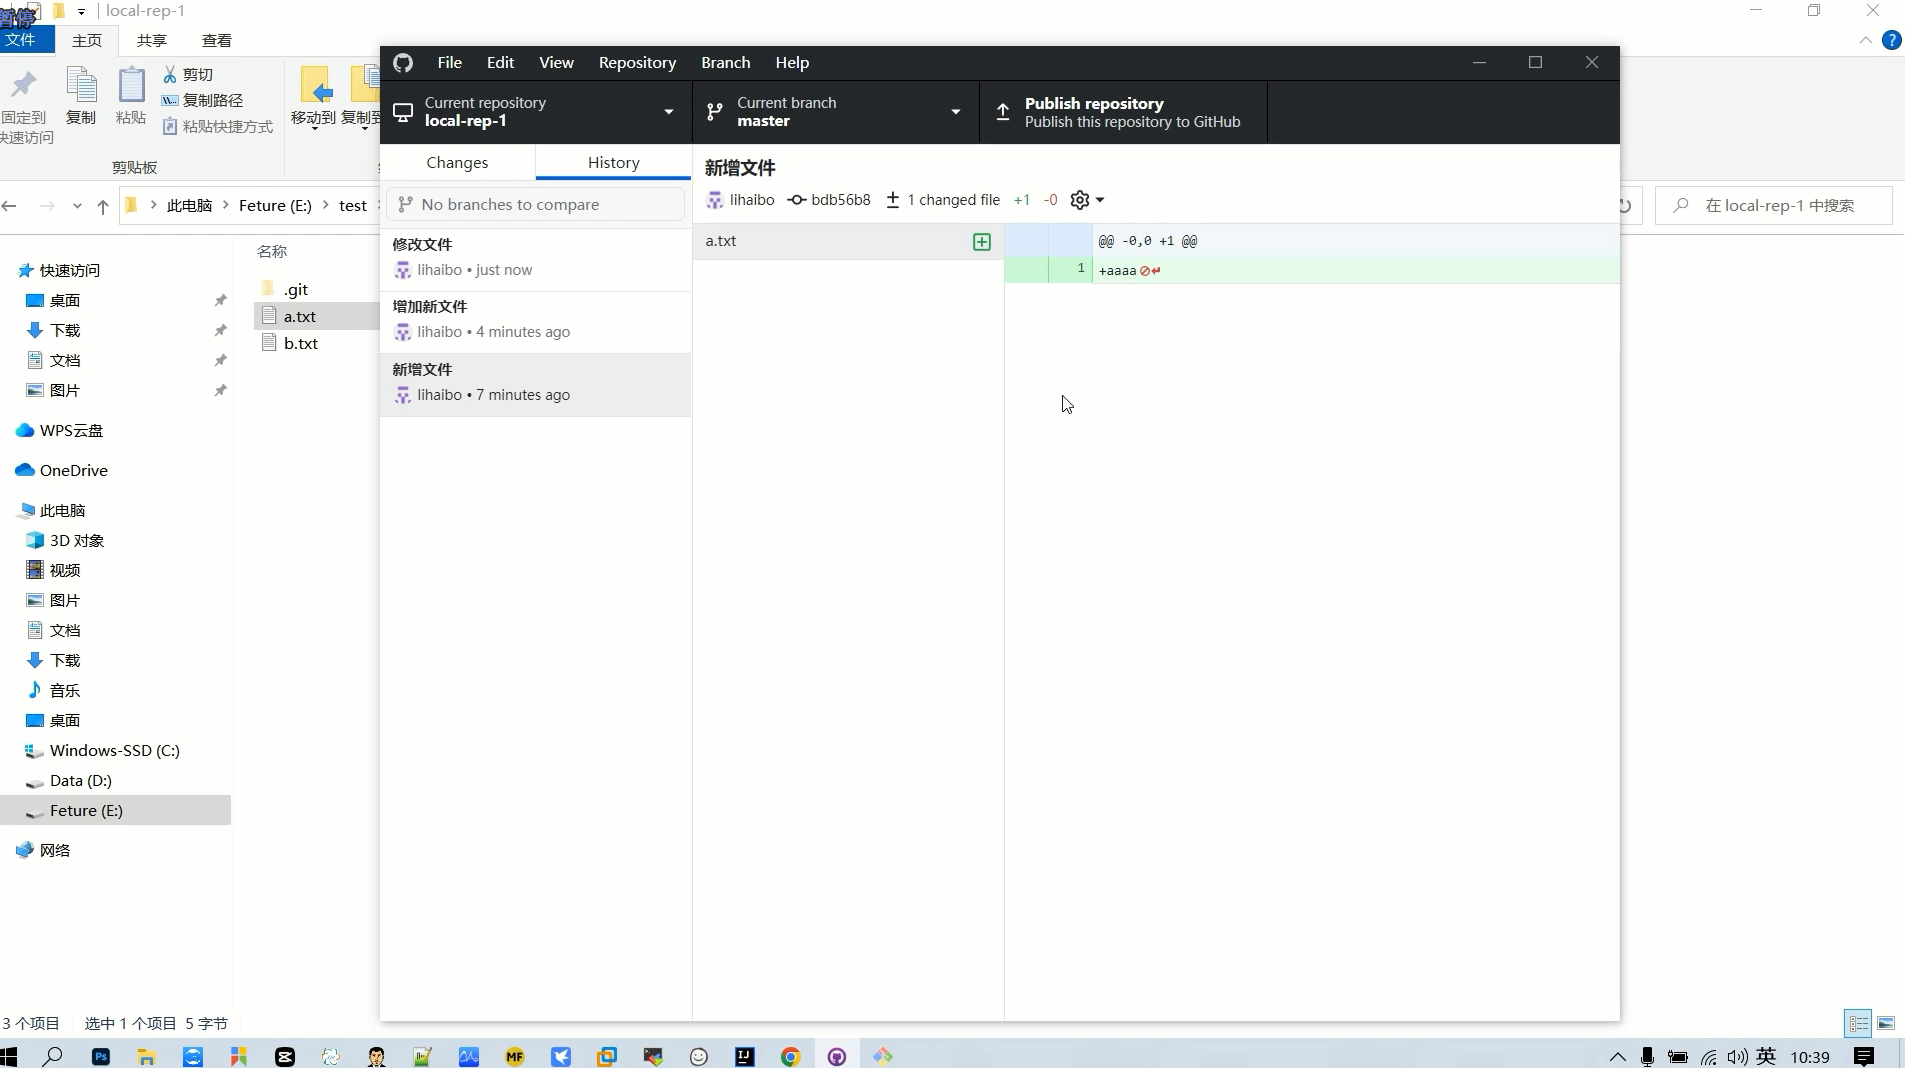 暂停
local-rep-1
文件
主页
共享
查看
固定到
快速访问
复制
粘贴
剪切
复制路径
粘贴快捷方式
移动到
复制到
剪贴板
此电脑
Feture (E:)
test
在 local-rep-1 中搜索
快速访问
桌面
下载
文档
图片
WPS云盘
OneDrive
此电脑
3D 对象
视频
图片
文档
下载
音乐
桌面
Windows-SSD (C:)
Data (D:)
Feture (E:)
网络
名称
.git
a.txt
b.txt
File Edit View Repository Branch Help
Current repository
local-rep-1
Current branch
master
Publish repository
Publish this repository to GitHub
Changes
History
No branches to compare
修改文件
lihaibo • just now
增加新文件
lihaibo • 4 minutes ago
新增文件
lihaibo • 7 minutes ago
新增文件
lihaibo bdb56b8 1 changed file +1 -0
a.txt
@@ -0,0 +1 @@
1 +aaaa
3 个项目 选中 1 个项目 5 字节
Ps
MF
IJ
英
10:39